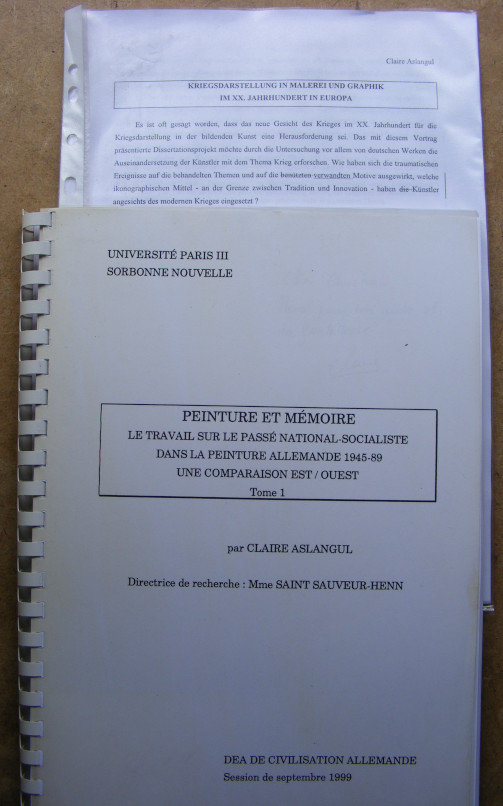 Claire Aslangul
KRIEGSDARSTELLUNG IN MALEREI UND GRAPHIK
IM XX. JAHRHUNDERT IN EUROPA
Es ist oft gesagt worden, dass das neue Gesicht des Krieges im XX. Jahrhundert für die
Kriegsdarstellung in der bildenden Kunst eine Herausforderung sei. Das mit diesem Vortrag
präsentierte Dissertationsprojekt möchte durch die Untersuchung vor allem von deutschen Werken die
Auseinandersetzung der Künstler mit dem Thema Krieg erforschen. Wie haben sich die traumatischen
Ereignisse auf die behandelten Themen und auf die benützten verwandten Motive ausgewirkt, welche
ikonographischen Mittel - an der Grenze zwischen Tradition und Innovation - haben die Künstler
angesichts des modernen Krieges eingesetzt ?
UNIVERSITÉ PARIS III
SORBONNE NOUVELLE
PEINTURE ET MÉMOIRE
LE TRAVAIL SUR LE PASSÉ NATIONAL-SOCIALISTE
DANS LA PEINTURE ALLEMANDE 1945-89
UNE COMPARAISON EST / OUEST
Tome 1
par CLAIRE ASLANGUL
Directrice de recherche : Mme SAINT SAUVEUR-HENN
DEA DE CIVILISATION ALLEMANDE
Session de septembre 1999